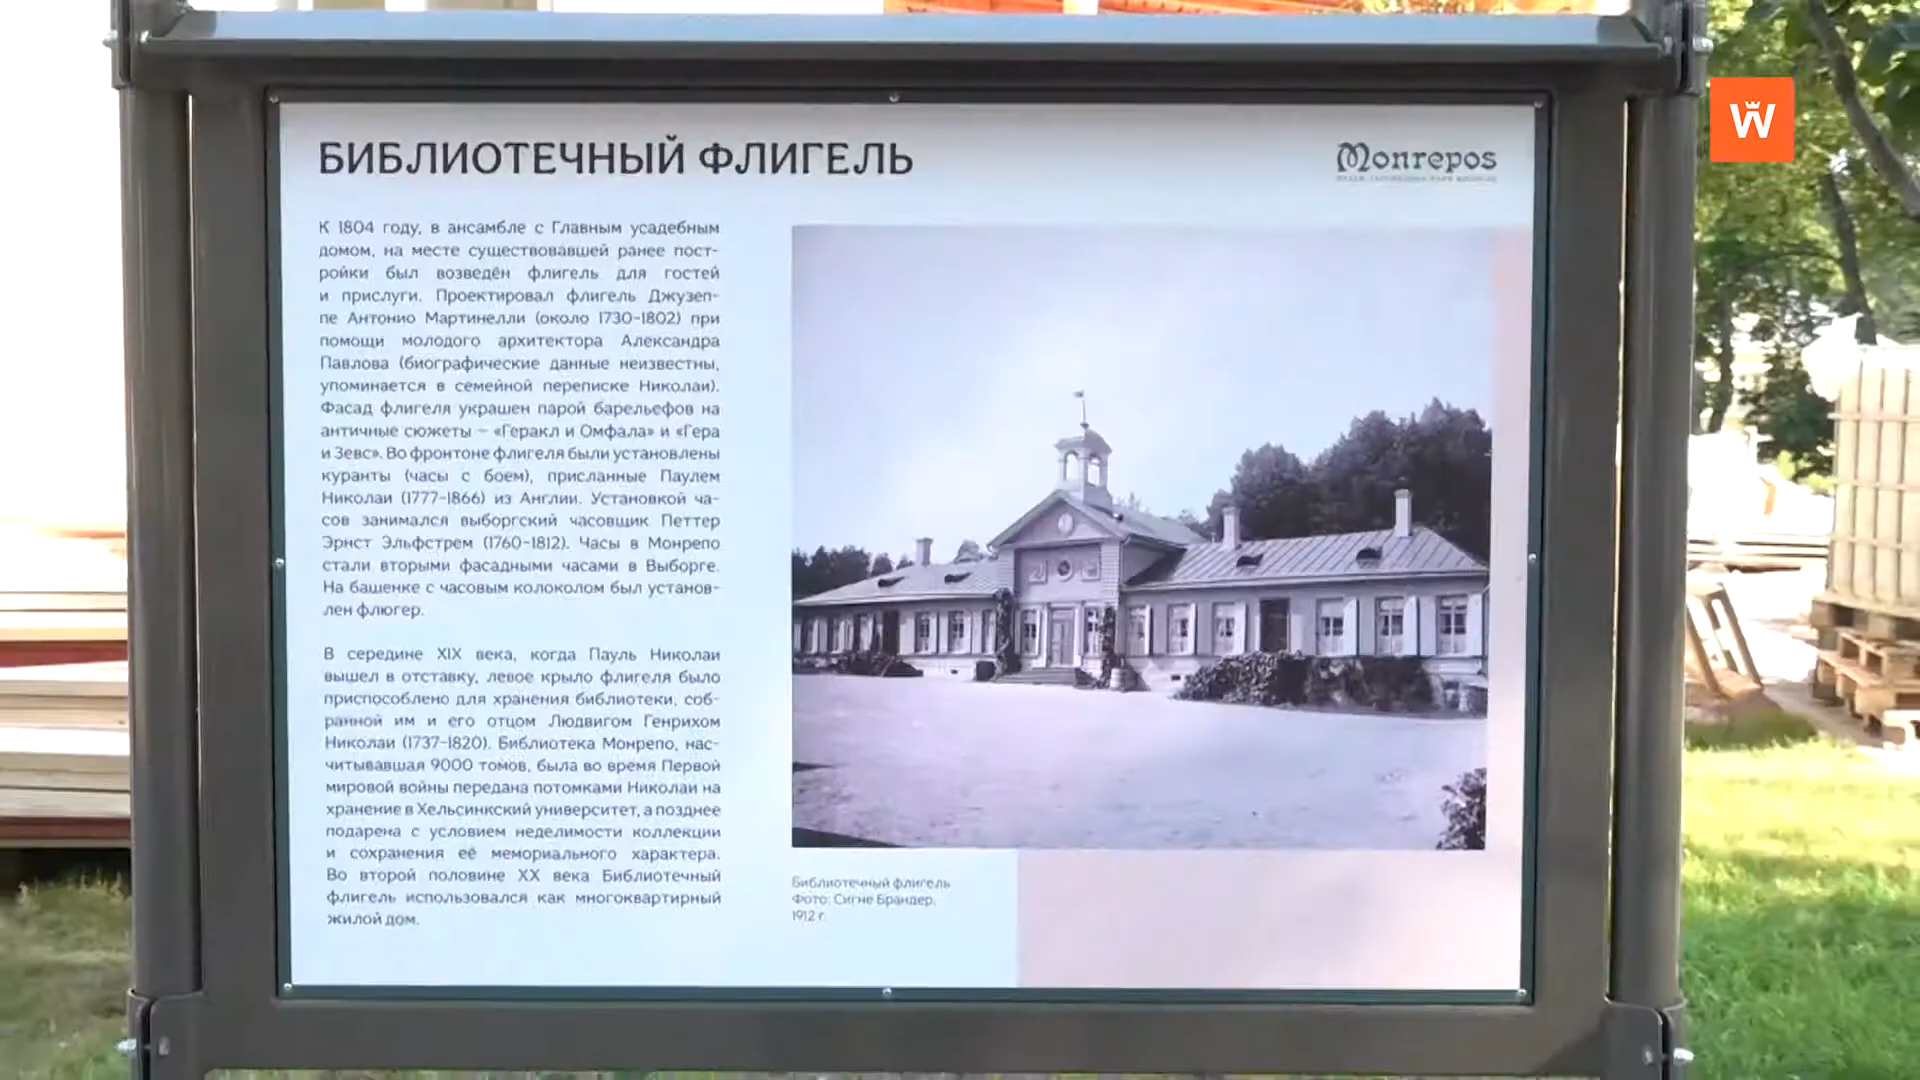 БИБЛИОТЕЧНЫЙ ФЛИГЕЛЬ
Monrepos
W
К 1804 году, в ансамбле с Главным усадебным
домом, на месте существовавшей ранее пост-
ройки был возведён флигель для гостей
и прислуги. Проектировал флигель Джузеп-
пе Антонио Мартинелли (около 1730–1802) при
помощи молодого архитектора Александра
Павлова (биографические данные неизвестны,
упоминается в семейной переписке Николаи).
Фасад флигеля украшен парой барельефов на
античные сюжеты – «Геракл и Омфала» и «Гера
и Зевс». Во фронтоне флигеля были установлены
куранты (часы с боем), присланные Паулем
Николаи (1777–1866) из Англии. Установкой ча-
сов занимался выборгский часовщик Петтер
Эрнст Эльфстрем (1760–1812). Часы в Монрепо
стали вторыми фасадными часами в Выборге.
На башенке с часовым колоколом был установ-
лен флюгер.
В середине XIX века, когда Пауль Николаи
вышел в отставку, левое крыло флигеля было
приспособлено для хранения библиотеки, соб-
ранной им и его отцом Людвигом Генрихом
Николаи (1737–1820). Библиотека Монрепо, нас-
читывавшая 9000 томов, была во время Первой
мировой войны передана потомками Николаи на
хранение в Хельсинкский университет, а позднее
подарена с условием неделимости коллекции
и сохранения её мемориального характера.
Во второй половине XX века Библиотечный
флигель использовался как многоквартирный
жилой дом.
Библиотечный флигель
Фото: Сигне Брандер,
1912 г.